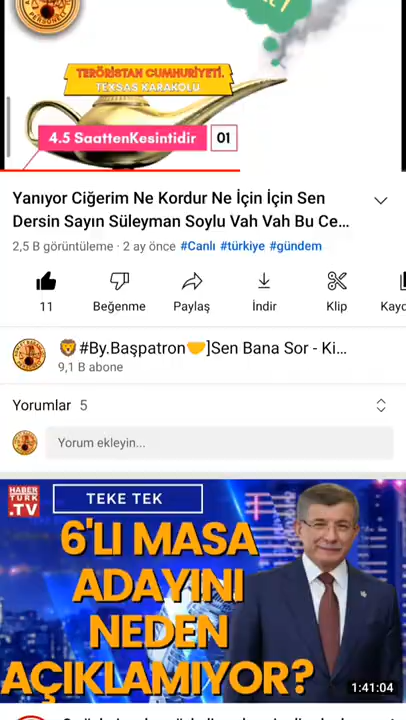 PERSONELİ
TERÖRİSTAN CUMHURİYETİ.
TEKSAS KARAKOLU
4.5 SaattenKesintidir 01
Yanıyor Ciğerim Ne Kordur Ne İçin İçin Sen
Dersin Sayın Süleyman Soylu Vah Vah Bu Ce...
2,5 B görüntüleme · 2 ay önce #Canlı #türkiye #gündem
11 Beğenme Paylaş İndir Klip Kayd
🦁#By.Başpatron🤝]Sen Bana Sor - Ki...
9,1 B abone
Yorumlar 5
Yorum ekleyin...
HABER
TÜRK
.TV
TEKE TEK
6'LI MASA
ADAYINI
NEDEN
AÇIKLAMIYOR?
1:41:04